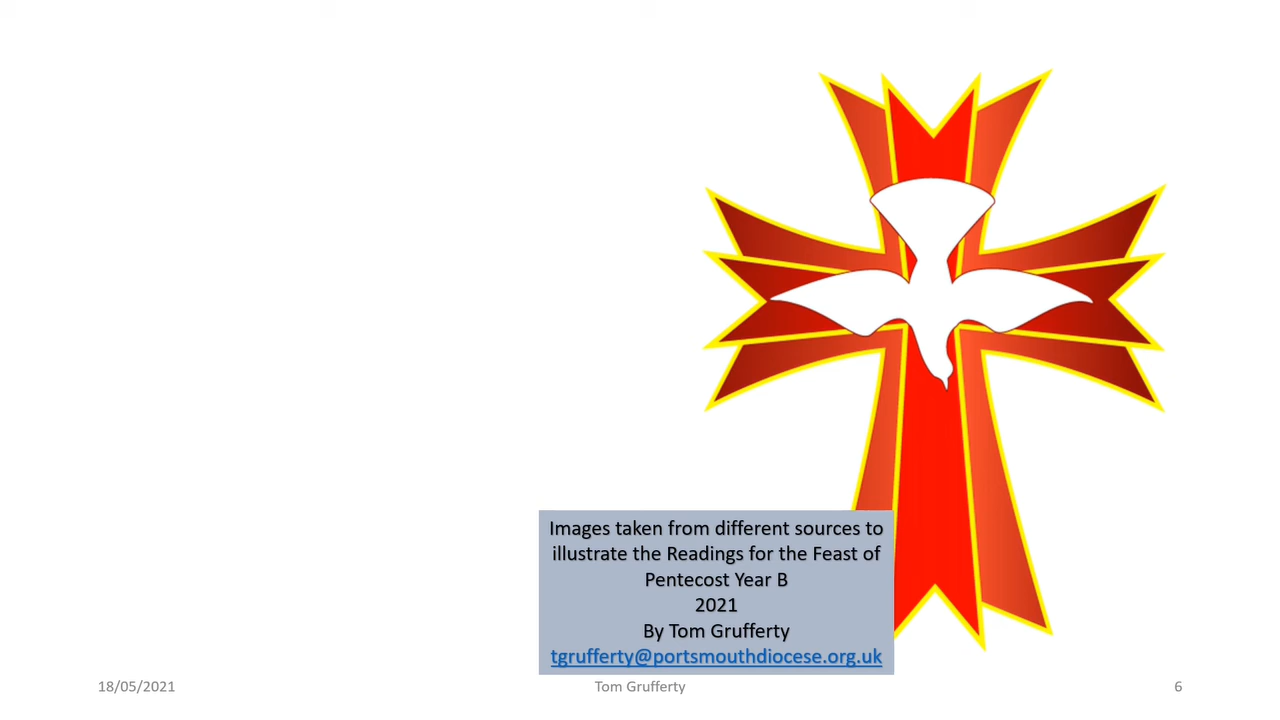 Images taken from different sources to
illustrate the Readings for the Feast of
Pentecost Year B
2021
By Tom Grufferty
tgrufferty@portsmouthdiocese.org.uk
18/05/2021
Tom Grufferty
6